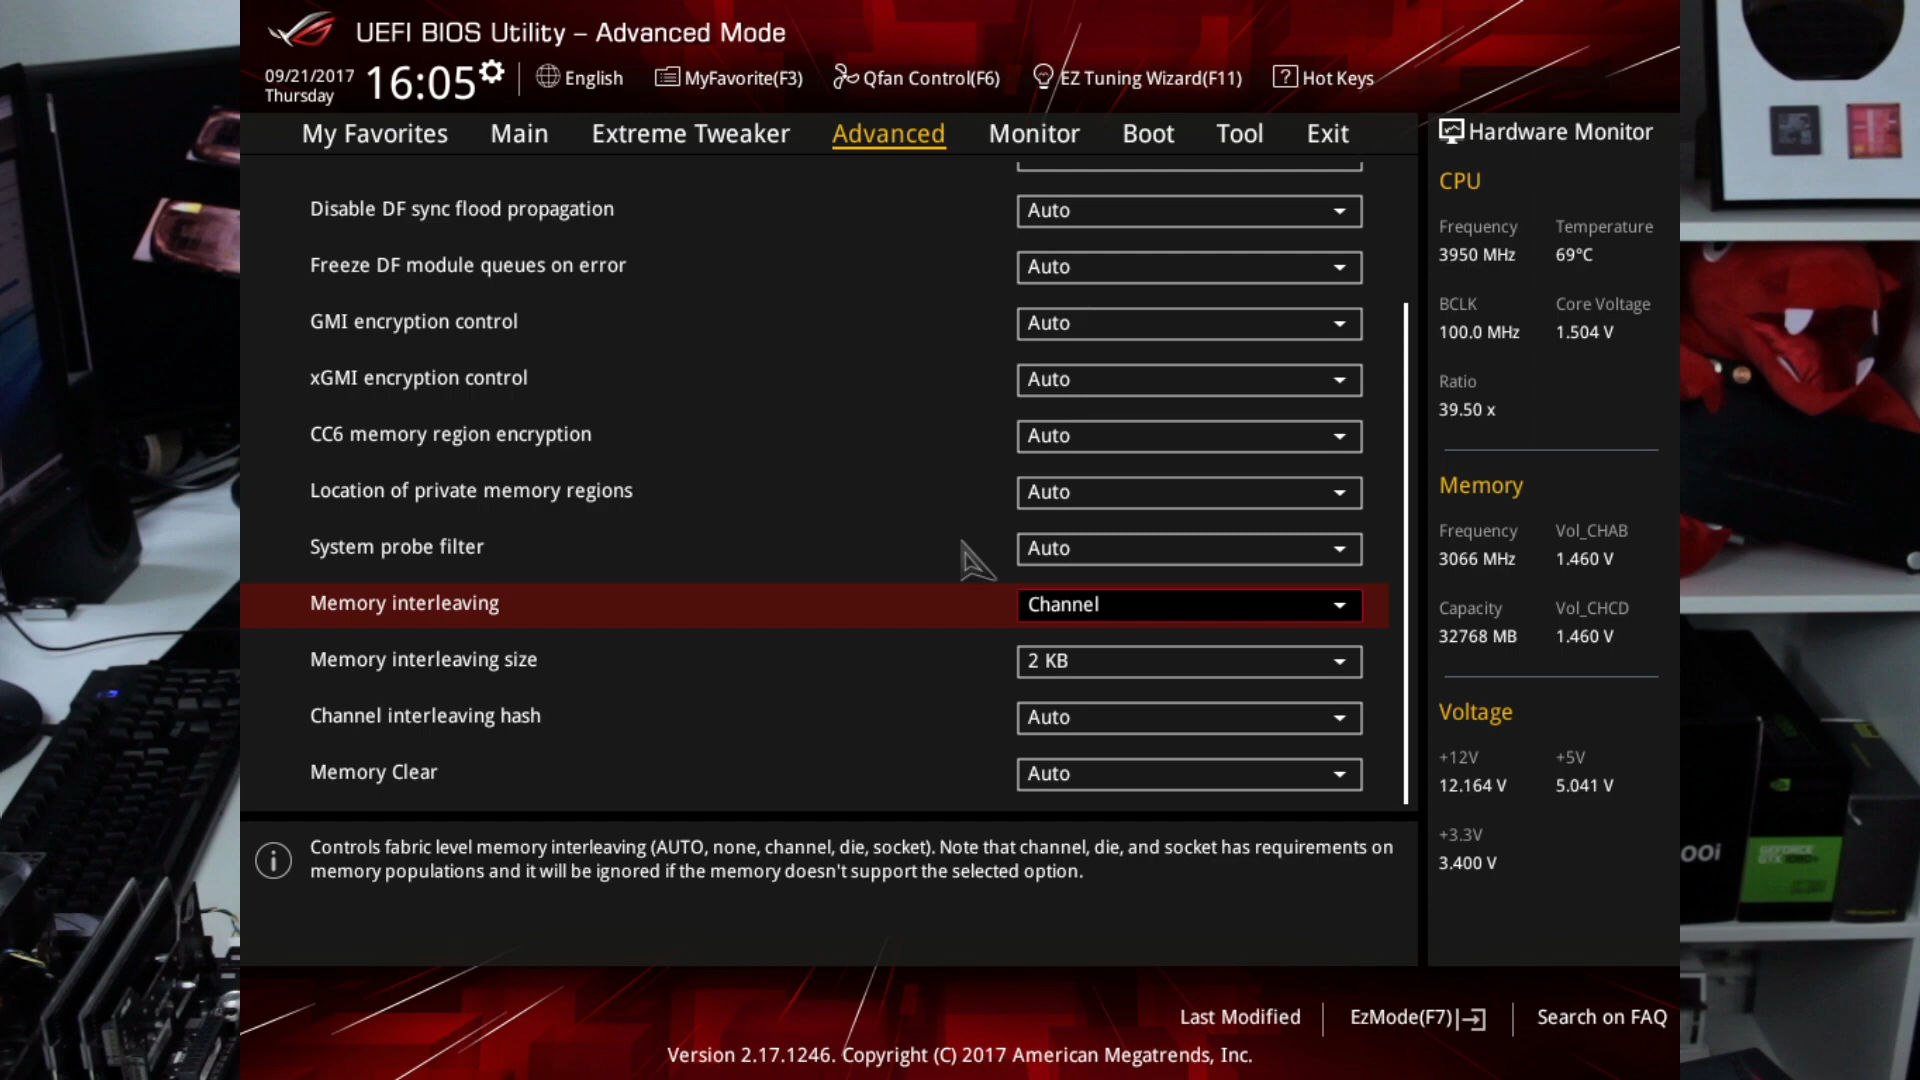 UEFI BIOS Utility – Advanced Mode
09/21/2017
Thursday
16:05
English
MyFavorite(F3)
Qfan Control(F6)
EZ Tuning Wizard(F11)
? Hot Keys
My Favorites
Main
Extreme Tweaker
Advanced
Monitor
Boot
Tool
Exit
Hardware Monitor
Disable DF sync flood propagation Auto
Freeze DF module queues on error Auto
GMI encryption control Auto
xGMI encryption control Auto
CC6 memory region encryption Auto
Location of private memory regions Auto
System probe filter Auto
Memory interleaving Channel
Memory interleaving size 2 KB
Channel interleaving hash Auto
Memory Clear Auto
i
Controls fabric level memory interleaving (AUTO, none, channel, die, socket). Note that channel, die, and socket has requirements on
memory populations and it will be ignored if the memory doesn't support the selected option.
CPU
Frequency Temperature
3950 MHz 69°C
BCLK Core Voltage
100.0 MHz 1.504 V
Ratio
39.50 x
Memory
Frequency Vol_CHAB
3066 MHz 1.460 V
Capacity Vol_CHCD
32768 MB 1.460 V
Voltage
+12V +5V
12.164 V 5.041 V
+3.3V
3.400 V
00i
GEFORCE
Last Modified
EzMode(F7)
Search on FAQ
Version 2.17.1246. Copyright (C) 2017 American Megatrends, Inc.